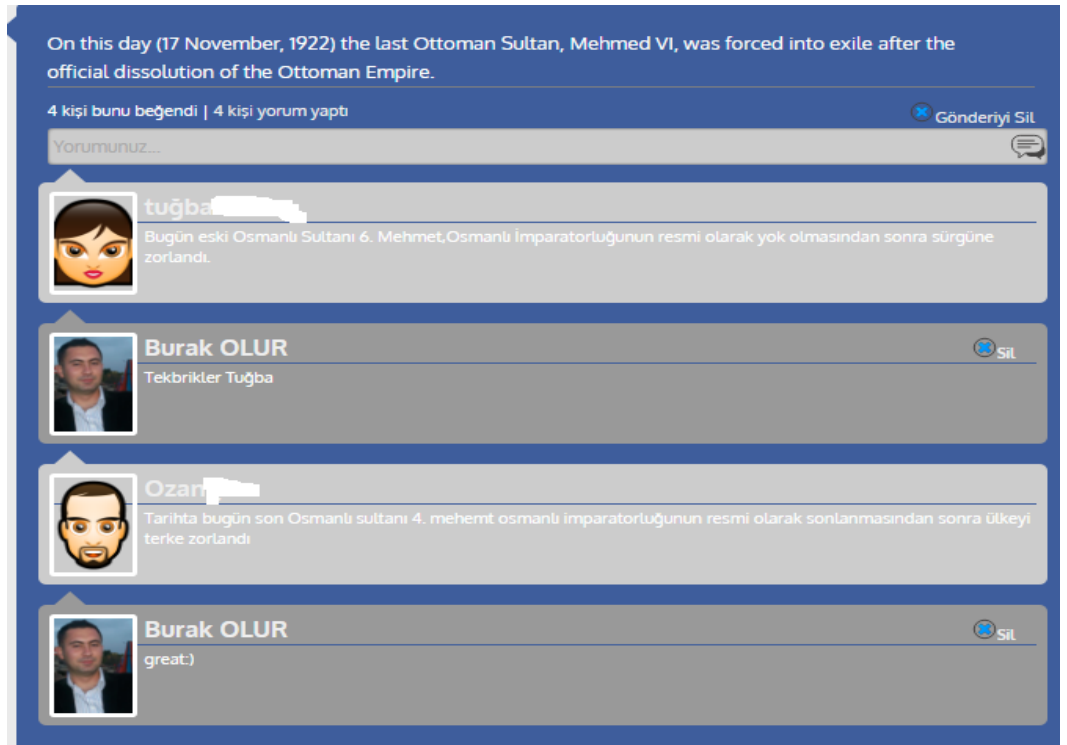 On this day (17 November, 1922) the last Ottoman Sultan, Mehmed VI, was forced into exile after the
official dissolution of the Ottoman Empire.
4 kişi bunu beğendi | 4 kişi yorum yaptı
Gönderiyi Sil
Yorumunuz...
tuğba
Bugün eski Osmanlı Sultanı 6. Mehmet,Osmanlı İmparatorluğunun resmi olarak yok olmasından sonra sürgüne
zorlandı.
Burak OLUR
Sil
Tekbrikler Tuğba
Ozan
Tarihta bugün son Osmanlı sultanı 4. mehemt osmanlı imparatorluğunun resmi olarak sonlanmasından sonra ülkeyi
terke zorlandı
Burak OLUR
Sil
great:)